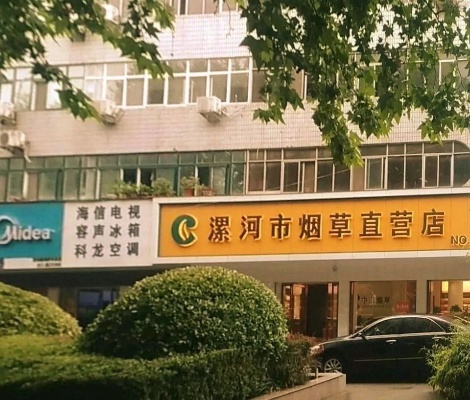 Midea
海信电视
容声冰箱
科龙空调
漯河市烟草直营店
NO